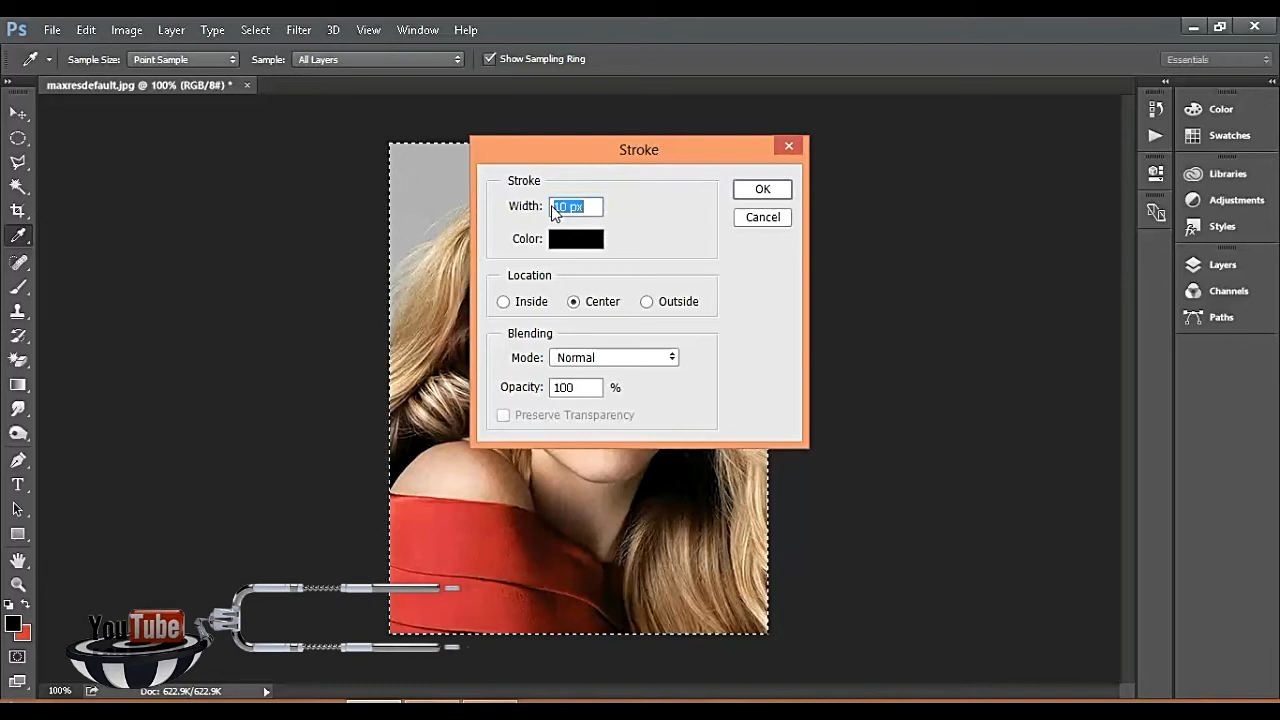 Ps File Edit Image Layer Type Select Filter 3D View Window Help
Sample Size: Point Sample Sample: All Layers Show Sampling Ring Essentials
maxresdefault.jpg @ 100% (RGB/8#) *
Stroke
Stroke
Width: 10 px
Color:
OK
Cancel
Location
Inside Center Outside
Blending
Mode: Normal
Opacity: 100 %
Preserve Transparency
Color
Swatches
Libraries
Adjustments
Styles
Layers
Channels
Paths
YouTube
100% Doc: 622.9K/622.9K